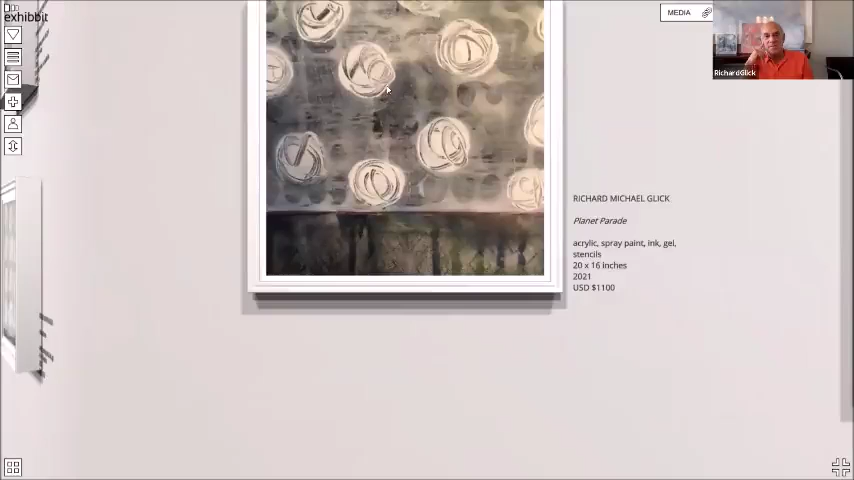 exhibbit
MEDIA
RichardGlick
RICHARD MICHAEL GLICK
Planet Parade
acrylic, spray paint, ink, gel,
stencils
20 x 16 inches
2021
USD $1100